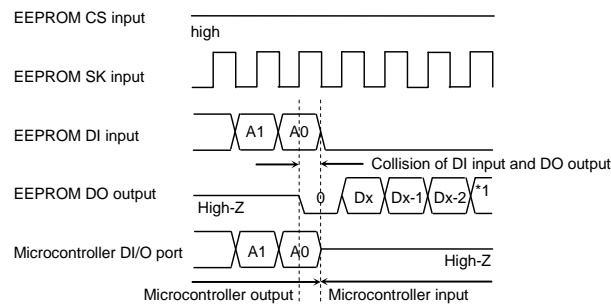 EEPROM CS input
high
EEPROM SK input
EEPROM DI input A1 A0
Collision of DI input and DO output
EEPROM DO output High-Z 0 Dx Dx-1 Dx-2 *1
Microcontroller DI/O port A1 A0 High-Z
Microcontroller output Microcontroller input